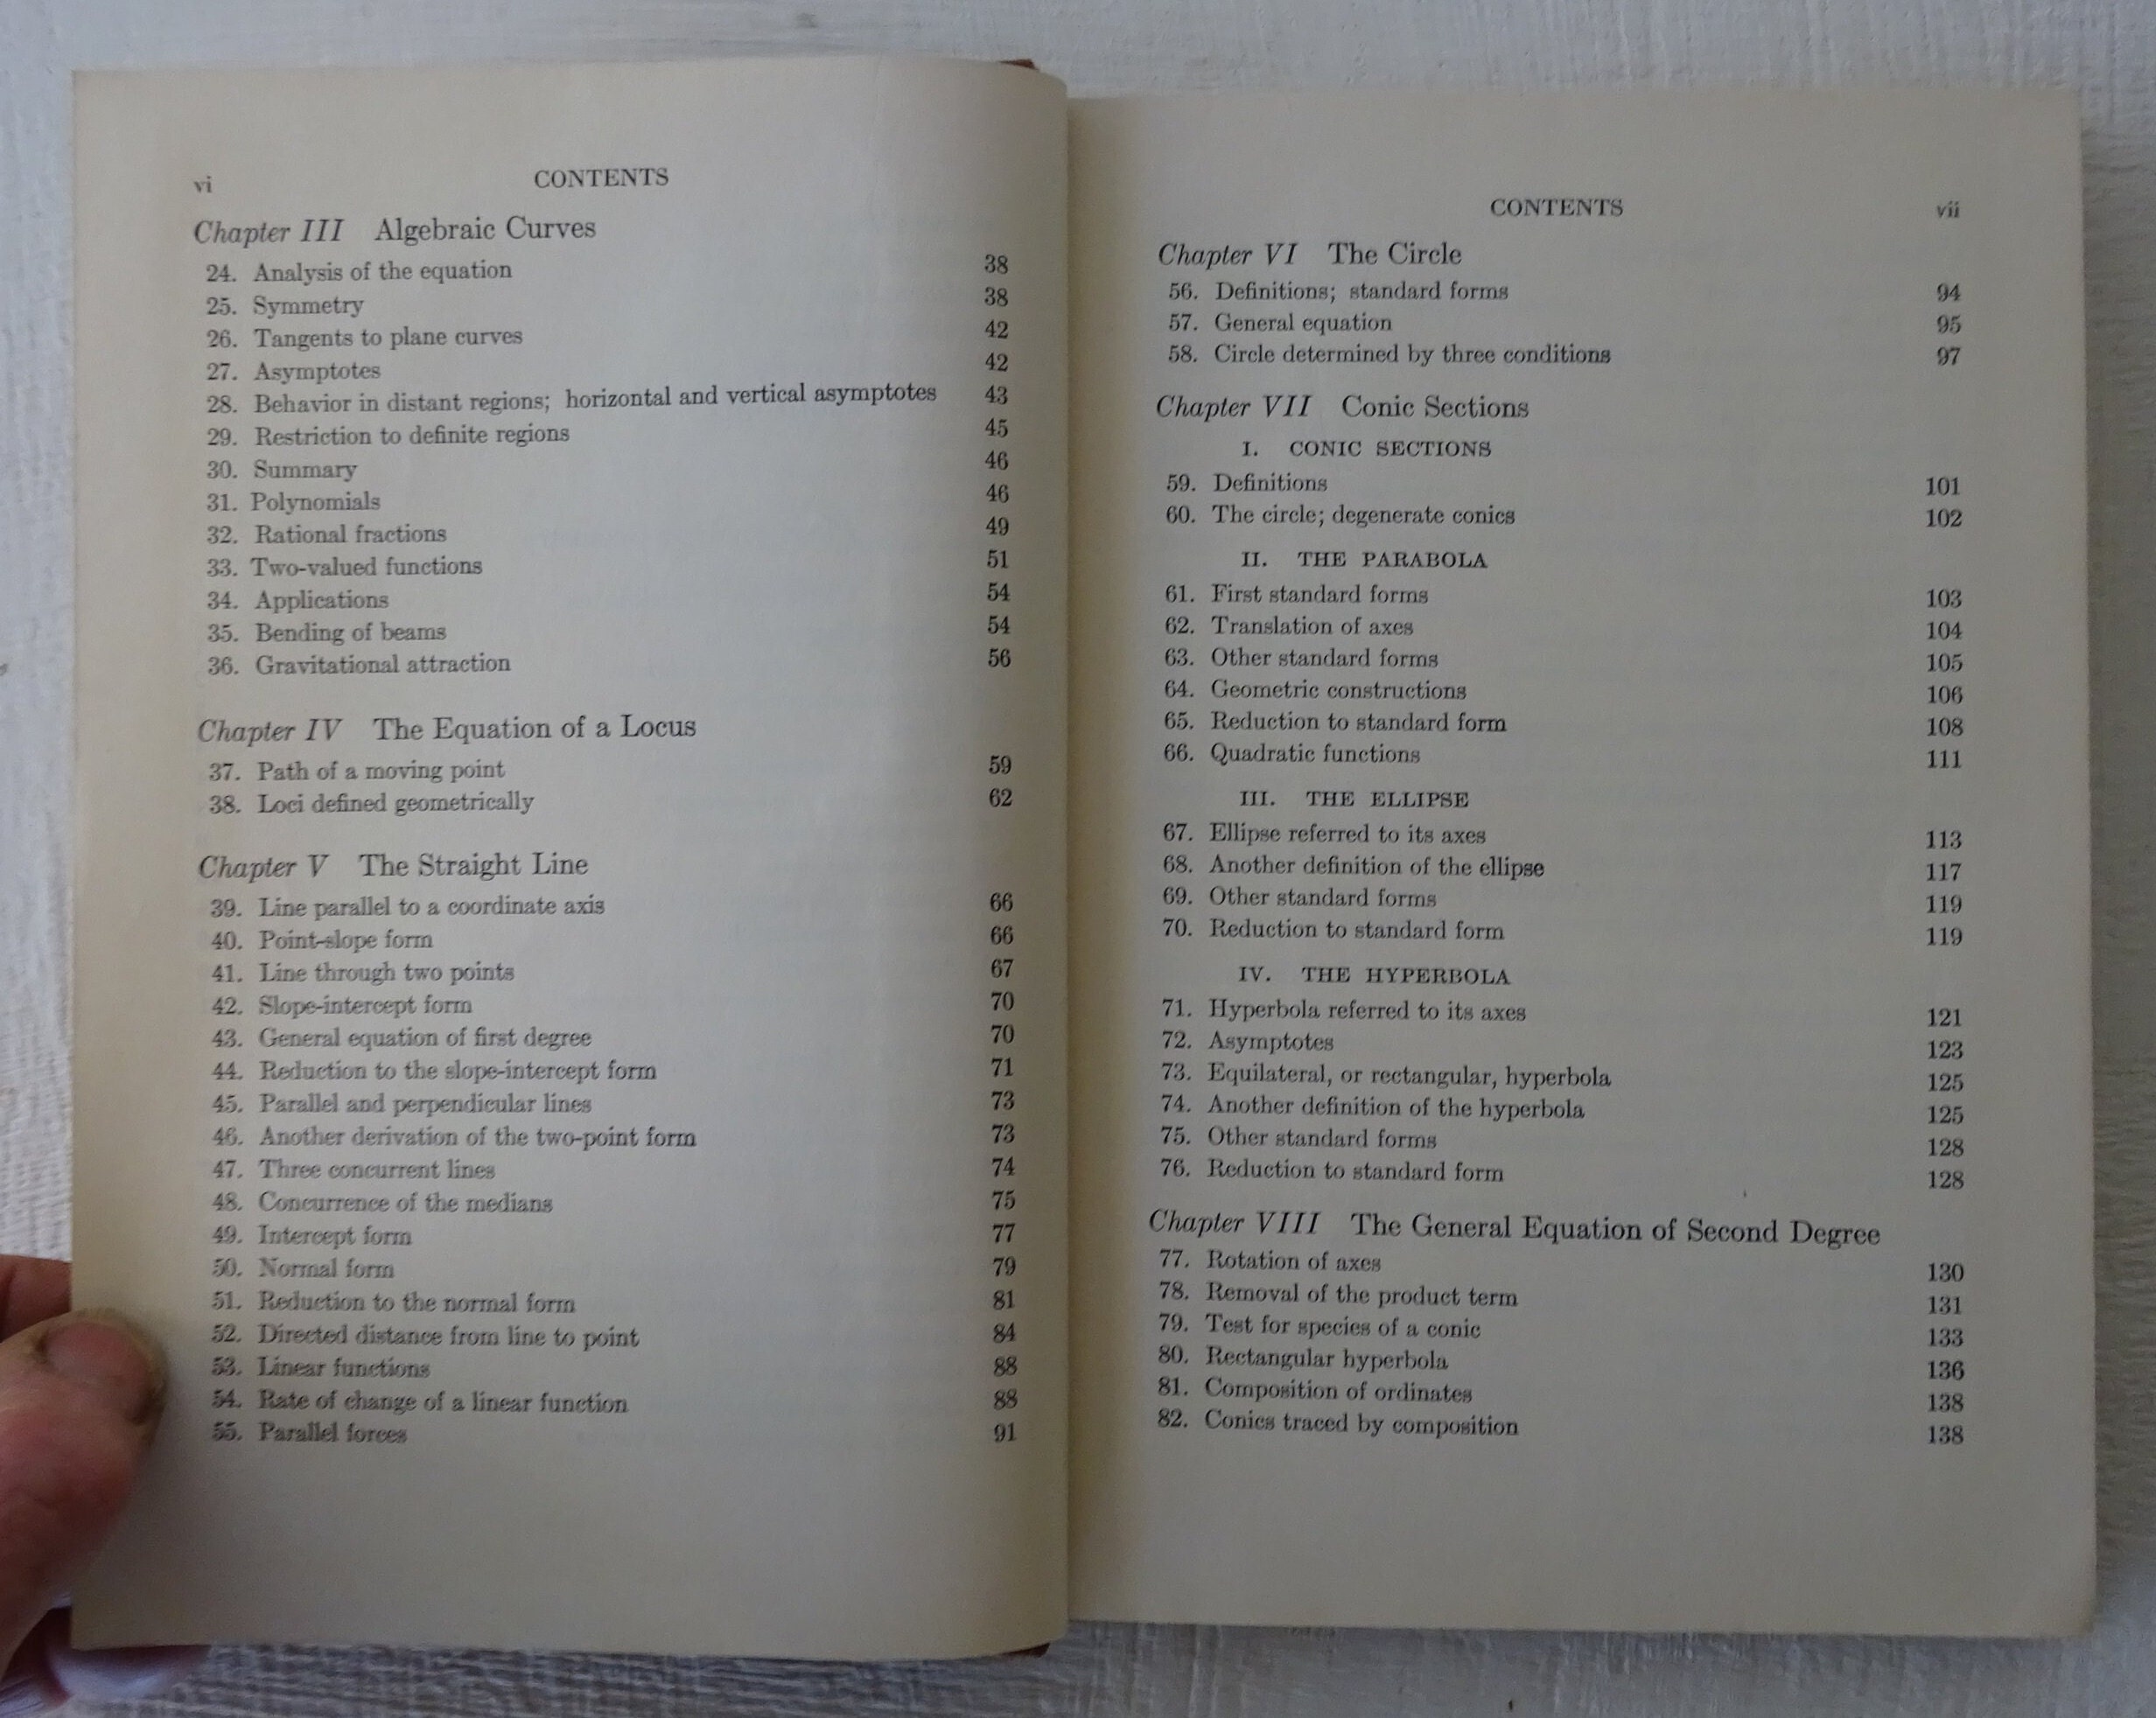 vi CONTENTS
Chapter III Algebraic Curves
24. Analysis of the equation 38
25. Symmetry 38
26. Tangents to plane curves 42
27. Asymptotes 42
28. Behavior in distant regions; horizontal and vertical asymptotes 43
29. Restriction to definite regions 45
30. Summary 46
31. Polynomials 46
32. Rational fractions 49
33. Two-valued functions 51
34. Applications 54
35. Bending of beams 54
36. Gravitational attraction 56
Chapter IV The Equation of a Locus
37. Path of a moving point 59
38. Loci defined geometrically 62
Chapter V The Straight Line
39. Line parallel to a coordinate axis 66
40. Point-slope form 66
41. Line through two points 67
42. Slope-intercept form 70
43. General equation of first degree 70
44. Reduction to the slope-intercept form 71
45. Parallel and perpendicular lines 73
46. Another derivation of the two-point form 73
47. Three concurrent lines 74
48. Concurrence of the medians 75
49. Intercept form 77
50. Normal form 79
51. Reduction to the normal form 81
52. Directed distance from line to point 84
53. Linear functions 88
54. Rate of change of a linear function 88
55. Parallel forces 91
CONTENTS vii
Chapter VI The Circle
56. Definitions; standard forms 94
57. General equation 95
58. Circle determined by three conditions 97
Chapter VII Conic Sections
I. CONIC SECTIONS
59. Definitions 101
60. The circle; degenerate conics 102
II. THE PARABOLA
61. First standard forms 103
62. Translation of axes 104
63. Other standard forms 105
64. Geometric constructions 106
65. Reduction to standard form 108
66. Quadratic functions 111
III. THE ELLIPSE
67. Ellipse referred to its axes 113
68. Another definition of the ellipse 117
69. Other standard forms 119
70. Reduction to standard form 119
IV. THE HYPERBOLA
71. Hyperbola referred to its axes 121
72. Asymptotes 123
73. Equilateral, or rectangular, hyperbola 125
74. Another definition of the hyperbola 125
75. Other standard forms 128
76. Reduction to standard form 128
Chapter VIII The General Equation of Second Degree
77. Rotation of axes 130
78. Removal of the product term 131
79. Test for species of a conic 133
80. Rectangular hyperbola 136
81. Composition of ordinates 138
82. Conics traced by composition 138